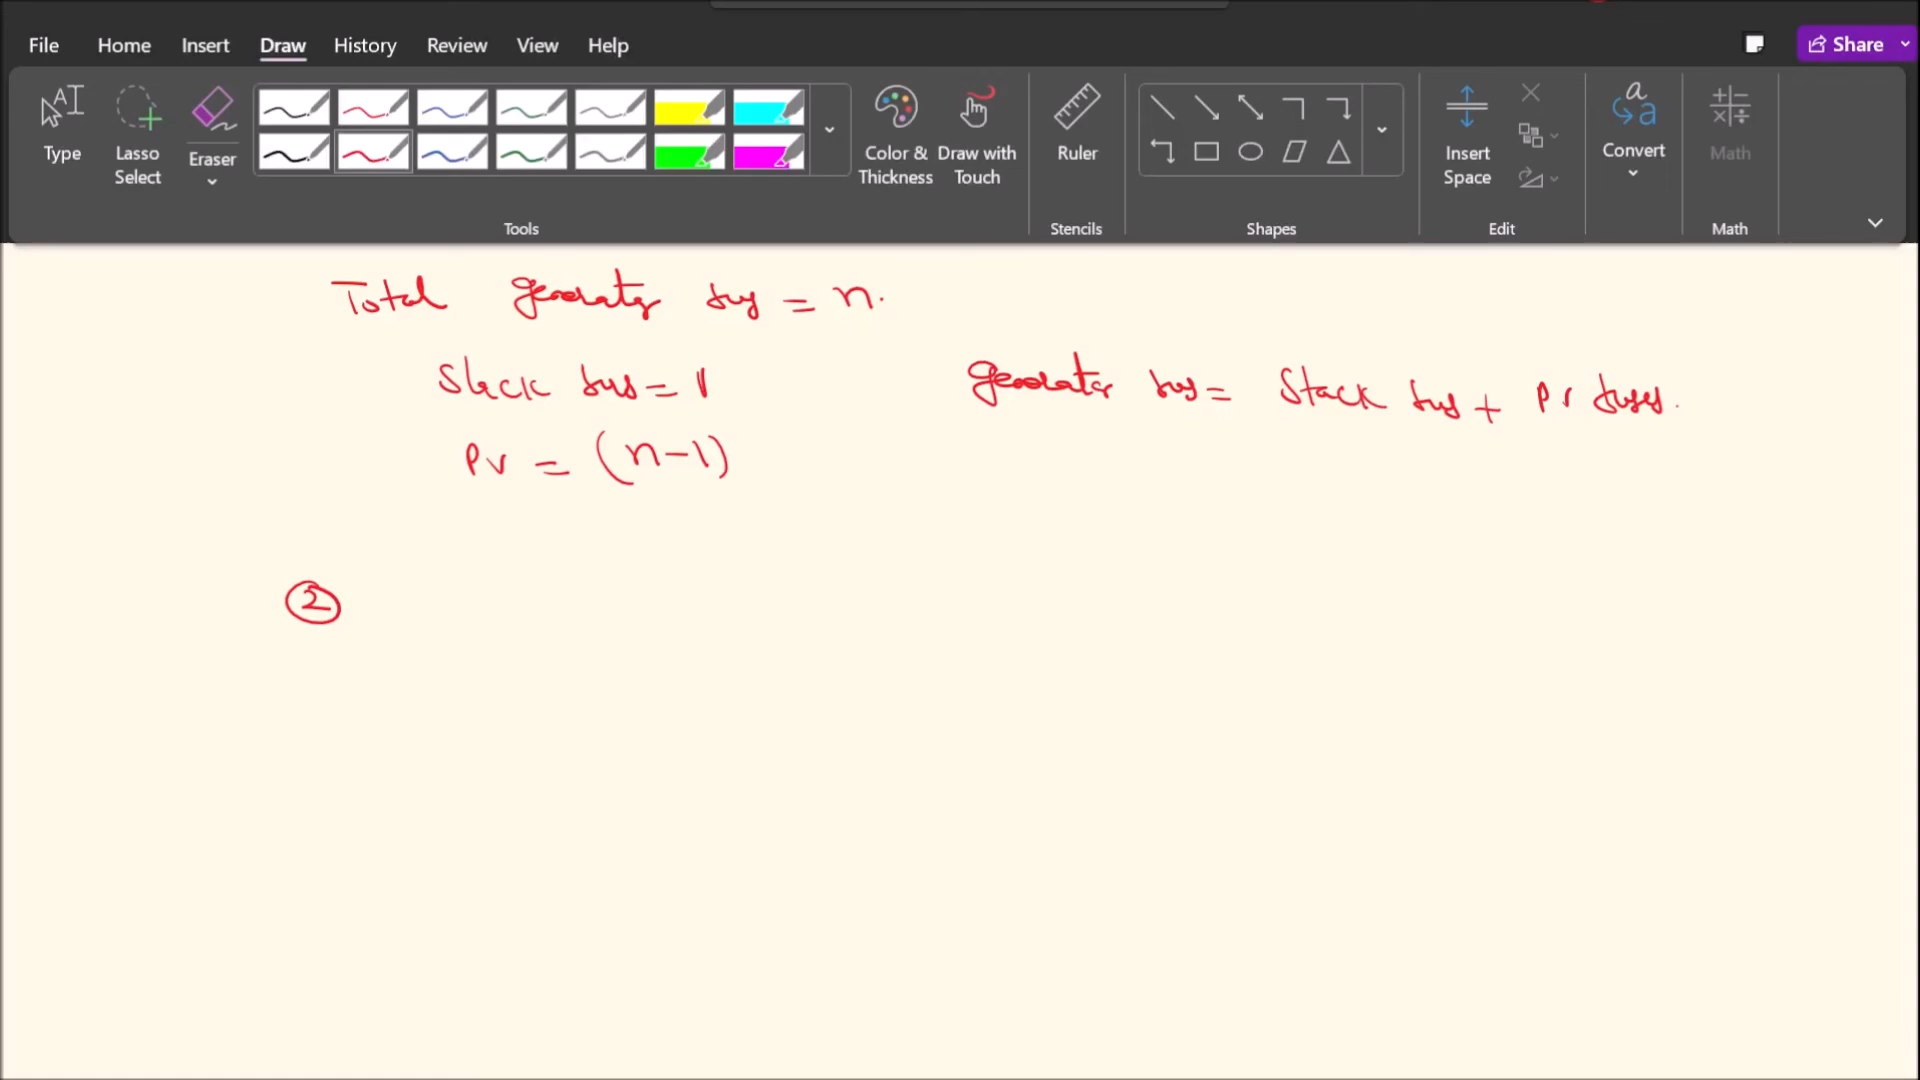 File Home Insert Draw History Review View Help Share
Type Lasso Select Eraser Color & Thickness Draw with Touch Ruler Insert Space Convert Math
Tools Stencils Shapes Edit Math
Total generator bus = n.
Slack bus = 1
generator bus = Slack bus + PV buses.
PV = (n-1)
2